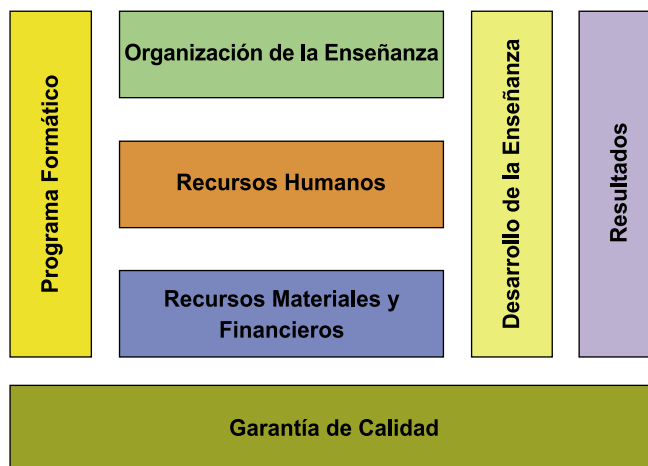 Programa Formático
Organización de la Enseñanza
Recursos Humanos
Recursos Materiales y
Financieros
Desarrollo de la Enseñanza
Resultados
Garantía de Calidad